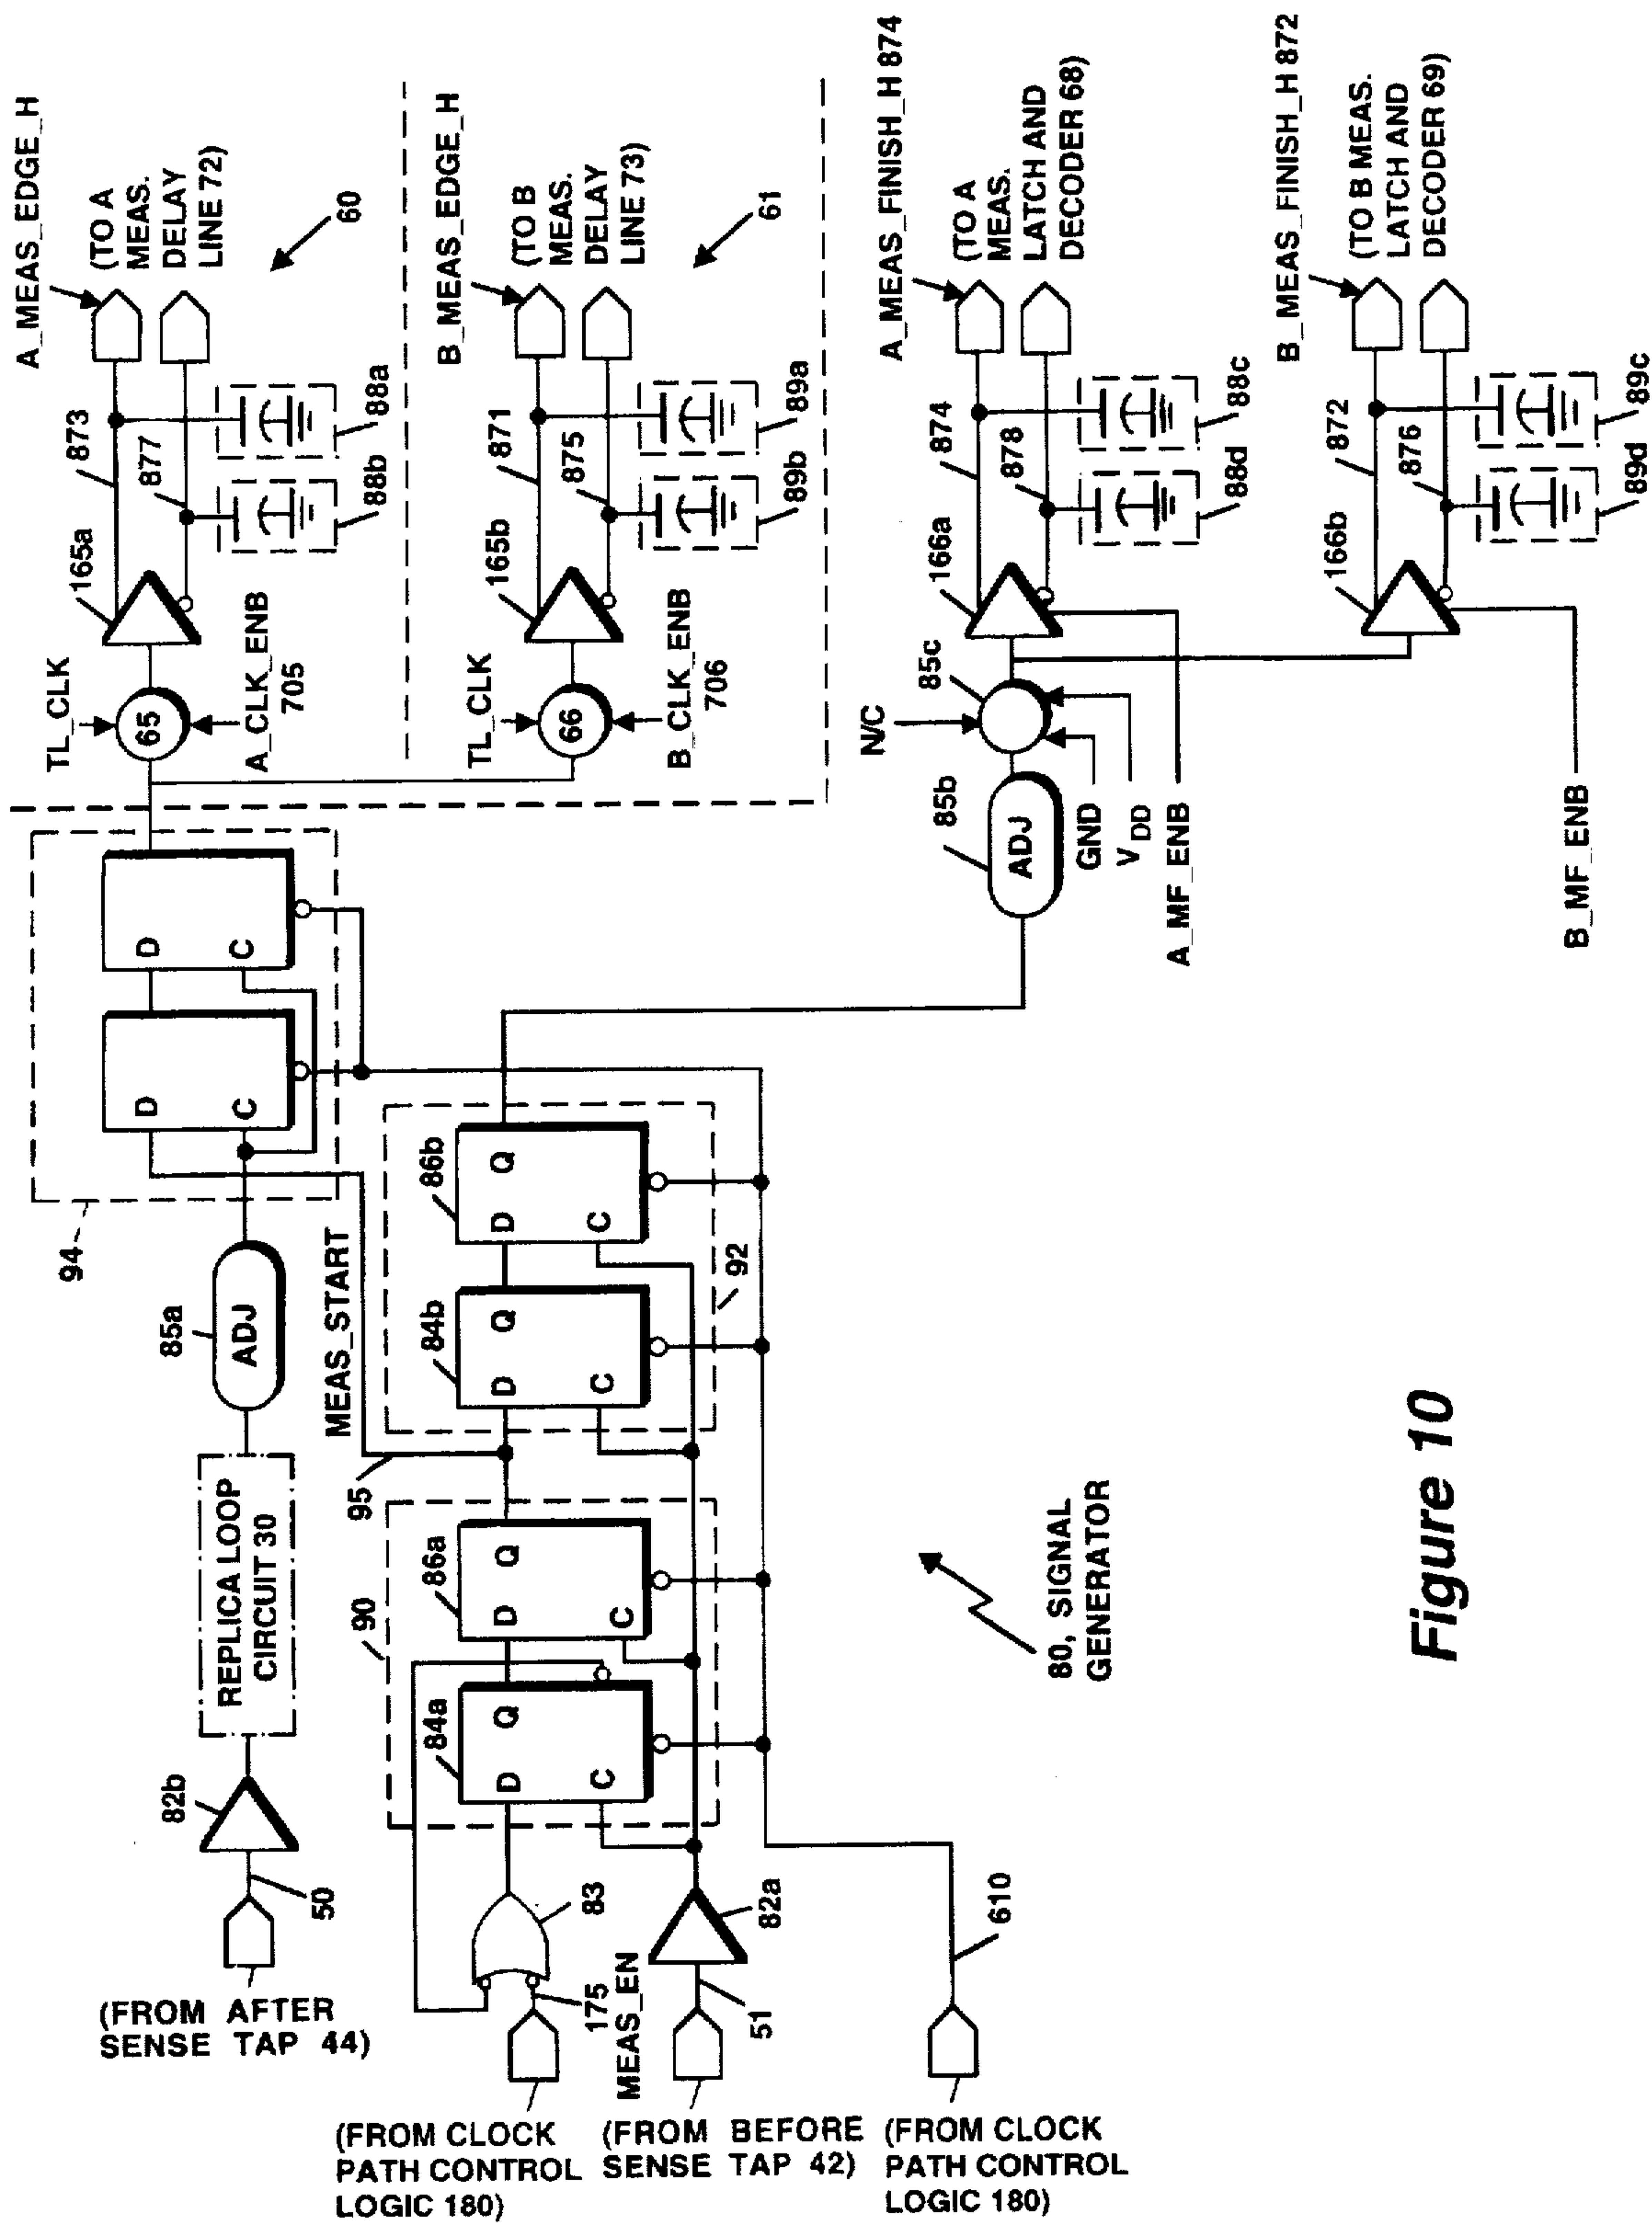 A_MEAS_EDGE_H
(TO A
MEAS.
DELAY
LINE 72)
60
873
877
88a
88b
165a
TL_CLK
65
A_CLK_ENB
705
B_MEAS_EDGE_H
(TO B
MEAS.
DELAY
LINE 73)
61
871
875
89a
89b
165b
TL_CLK
66
B_CLK_ENB
706
A_MEAS_FINISH_H 874
(TO A
MEAS.
LATCH AND
DECODER 68)
874
878
88c
88d
166a
85c
N/C
85b
ADJ
GND
VDD
A_MF_ENB
B_MEAS_FINISH_H 872
(TO B MEAS.
LATCH AND
DECODER 69)
872
876
89c
89d
166b
B_MF_ENB
D
C
D
C
94
85a
ADJ
MEAS_START
REPLICA LOOP
CIRCUIT 30
82b
50
(FROM AFTER
SENSE TAP 44)
95
86b
D
Q
C
84b
D
Q
C
92
90
86a
D
Q
C
84a
D
Q
C
83
175
MEAS_EN
82a
51
610
(FROM CLOCK
PATH CONTROL
LOGIC 180)
(FROM BEFORE
SENSE TAP 42)
(FROM CLOCK
PATH CONTROL
LOGIC 180)
80, SIGNAL
GENERATOR
Figure 10